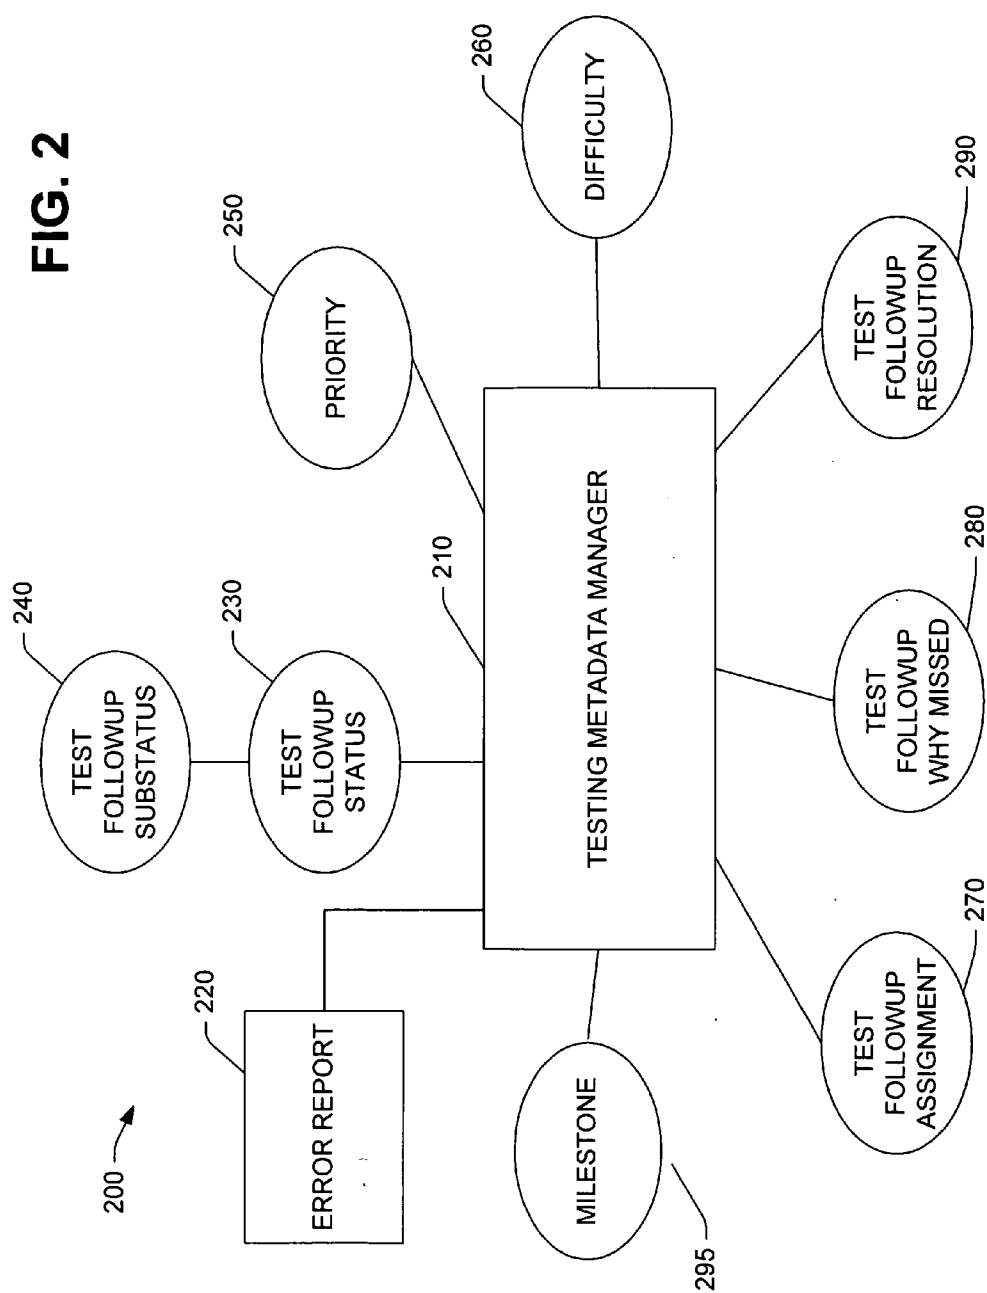 FIG. 2
200
220
ERROR REPORT
240
TEST
FOLLOWUP
SUBSTATUS
230
TEST
FOLLOWUP
STATUS
250
PRIORITY
260
DIFFICULTY
210
TESTING METADATA MANAGER
MILESTONE
295
TEST
FOLLOWUP
ASSIGNMENT
270
TEST
FOLLOWUP
WHY MISSED
280
TEST
FOLLOWUP
RESOLUTION
290